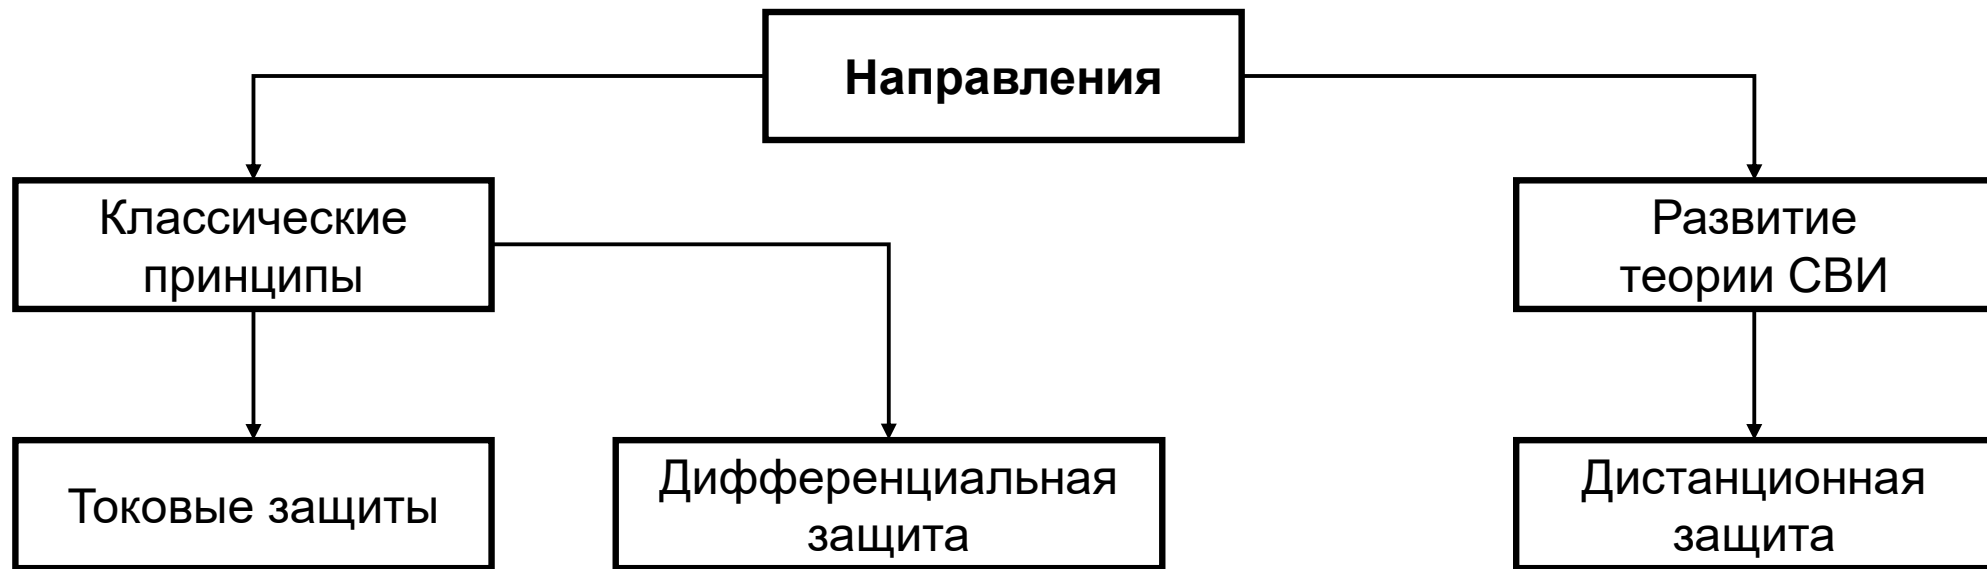 Направления
Классические
принципы
Развитие
теории СВИ
Токовые защиты
Дифференциальная
защита
Дистанционная
защита